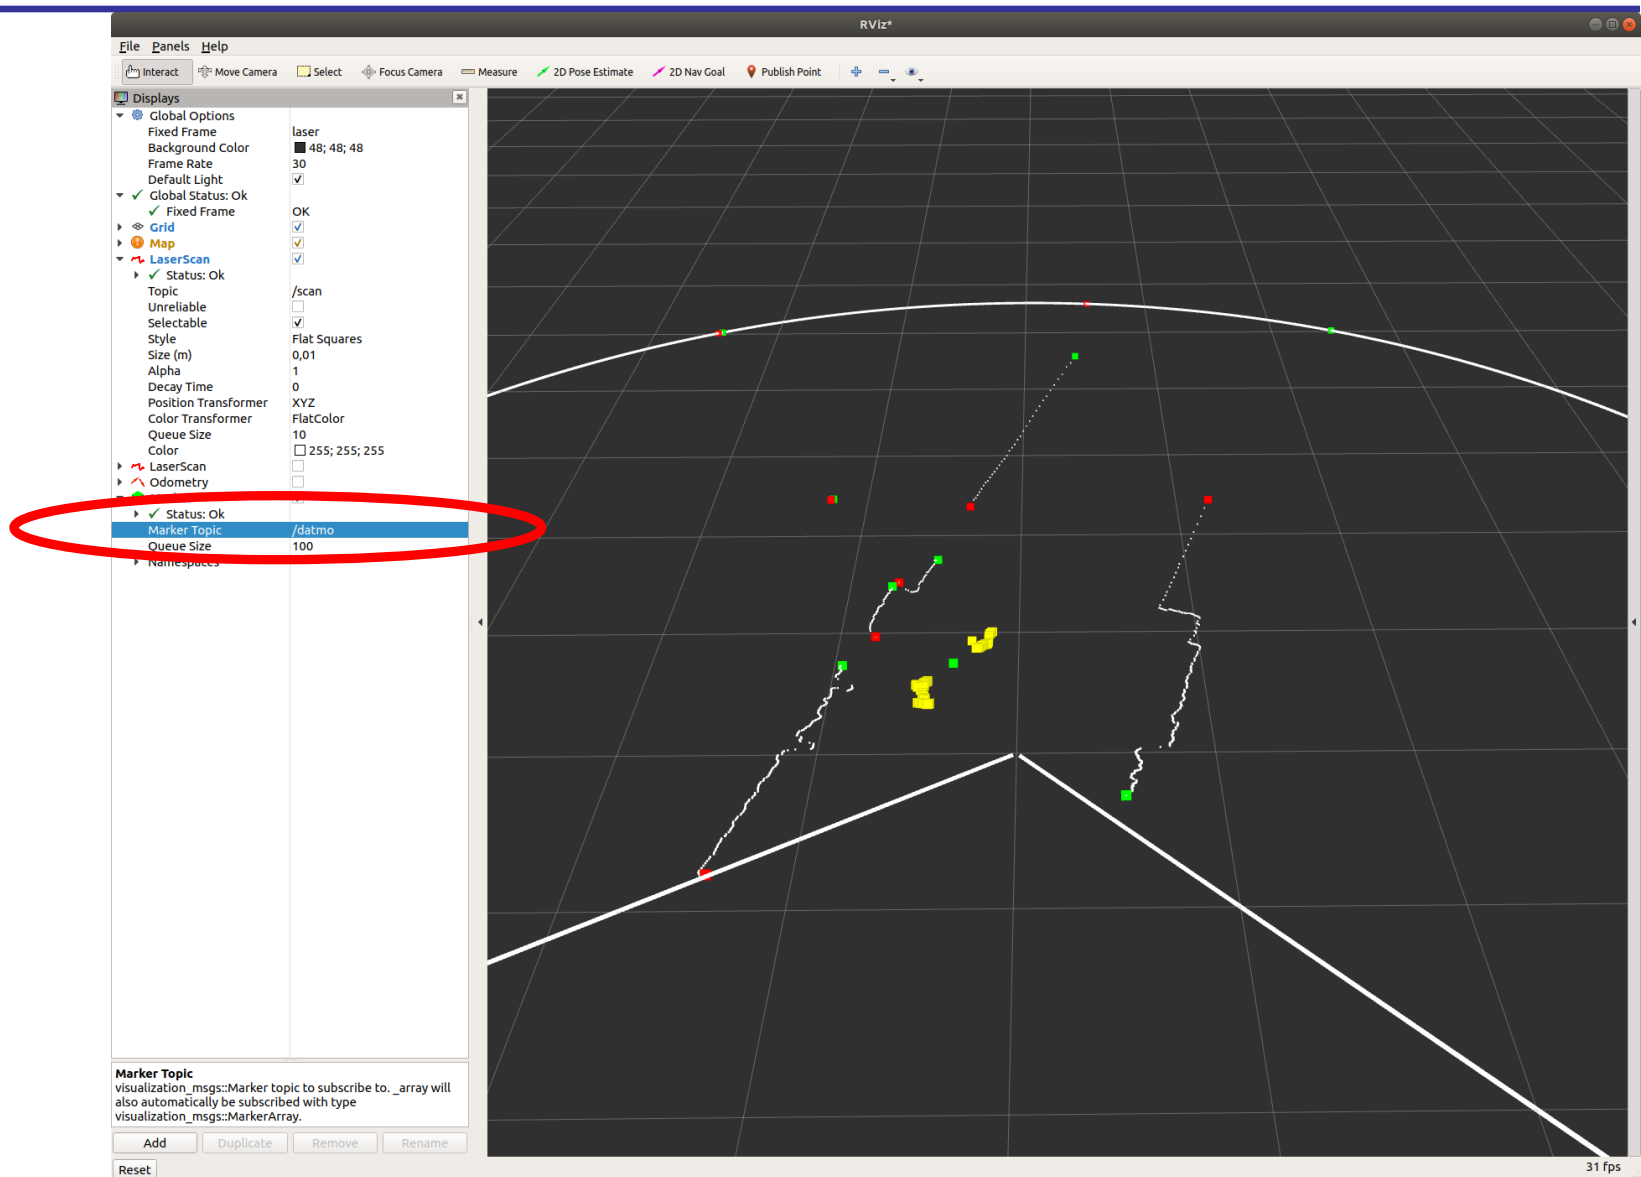 RViz*
File Panels Help
Interact Move Camera Select Focus Camera Measure 2D Pose Estimate 2D Nav Goal Publish Point
Displays
Global Options
Fixed Frame laser
Background Color 48; 48; 48
Frame Rate 30
Default Light
Global Status: Ok
Fixed Frame OK
Grid
Map
LaserScan
Status: Ok
Topic /scan
Unreliable
Selectable
Style Flat Squares
Size (m) 0,01
Alpha 1
Decay Time 0
Position Transformer XYZ
Color Transformer FlatColor
Queue Size 10
Color 255; 255; 255
LaserScan
Odometry
Status: Ok
Marker Topic /datmo
Queue Size 100
Namespaces
Marker Topic
visualization_msgs::Marker topic to subscribe to. _array will
also automatically be subscribed with type
visualization_msgs::MarkerArray.
Add Duplicate Remove Rename
Reset
31 fps